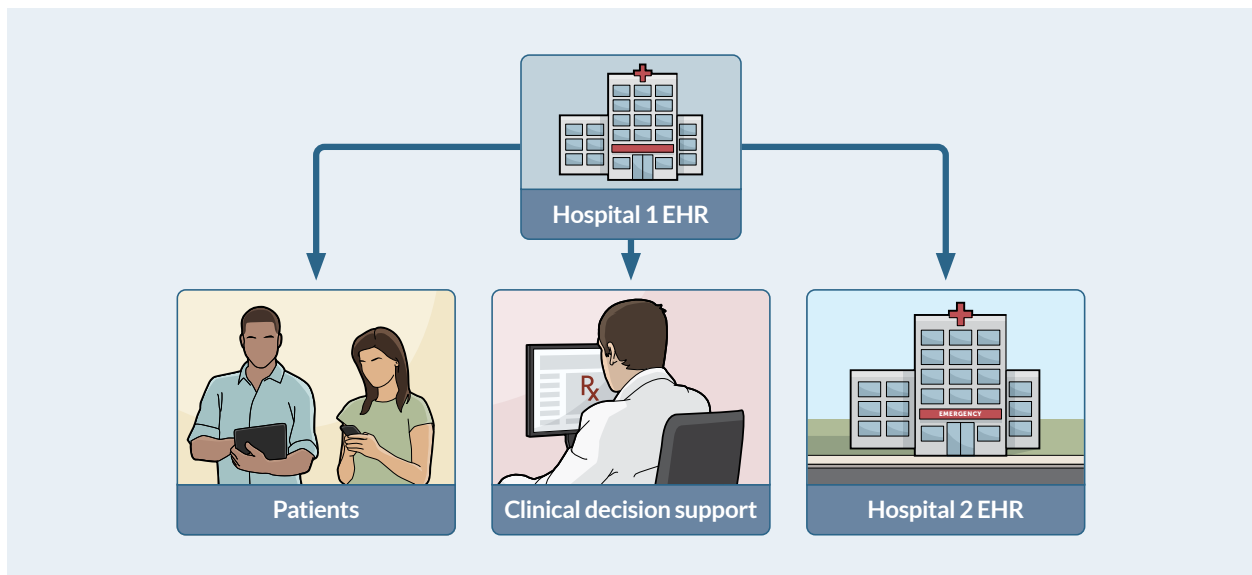 Hospital 1 EHR
Rx
EMERGENCY
Patients
Clinical decision support
Hospital 2 EHR